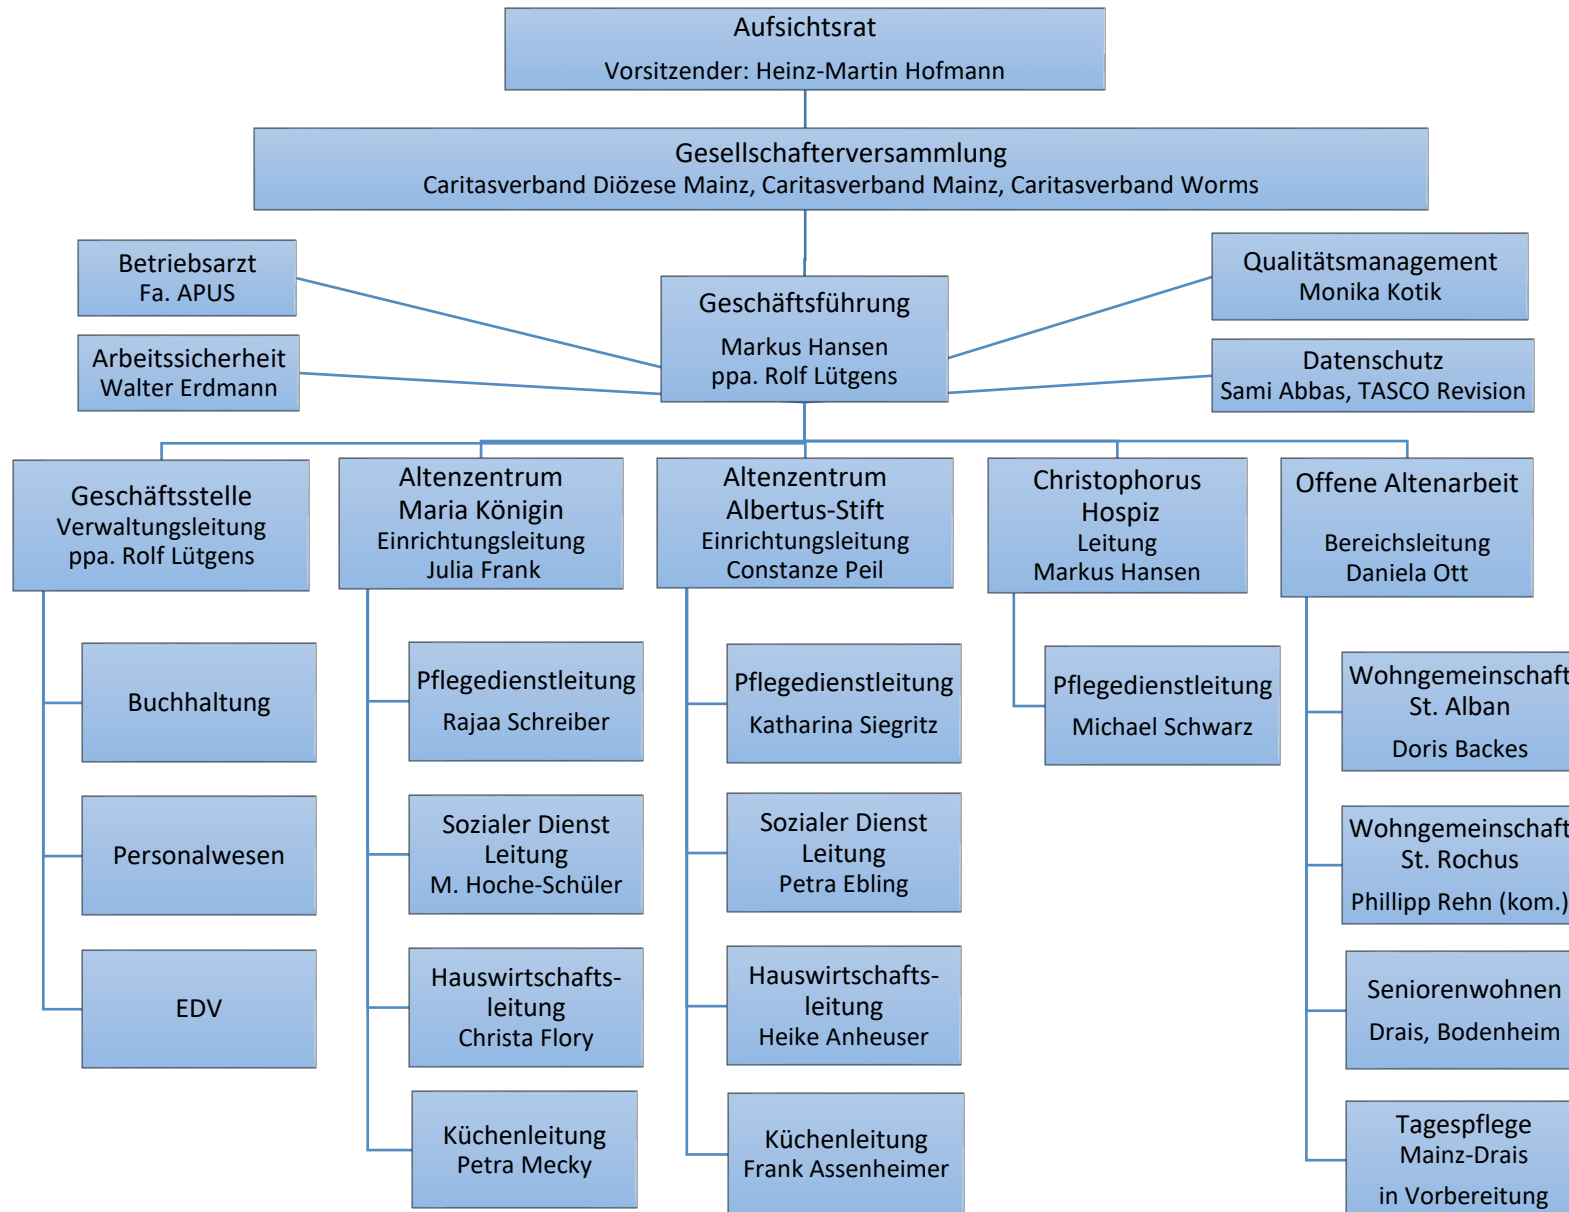 Aufsichtsrat
Vorsitzender: Heinz-Martin Hofmann
Gesellschafterversammlung
Caritasverband Diözese Mainz, Caritasverband Mainz, Caritasverband Worms
Betriebsarzt
Fa. APUS
Arbeitssicherheit
Walter Erdmann
Geschäftsführung
Markus Hansen
ppa. Rolf Lütgens
Qualitätsmanagement
Monika Kotik
Datenschutz
Sami Abbas, TASCO Revision
Geschäftsstelle
Verwaltungsleitung
ppa. Rolf Lütgens
Buchhaltung
Personalwesen
EDV
Altenzentrum
Maria Königin
Einrichtungsleitung
Julia Frank
Pflegedienstleitung
Rajaa Schreiber
Sozialer Dienst
Leitung
M. Hoche-Schüler
Hauswirtschafts-
leitung
Christa Flory
Küchenleitung
Petra Mecky
Altenzentrum
Albertus-Stift
Einrichtungsleitung
Constanze Peil
Pflegedienstleitung
Katharina Siegritz
Sozialer Dienst
Leitung
Petra Ebling
Hauswirtschafts-
leitung
Heike Anheuser
Küchenleitung
Frank Assenheimer
Christophorus
Hospiz
Leitung
Markus Hansen
Pflegedienstleitung
Michael Schwarz
Offene Altenarbeit
Bereichsleitung
Daniela Ott
Wohngemeinschaft
St. Alban
Doris Backes
Wohngemeinschaft
St. Rochus
Phillipp Rehn (kom.)
Seniorenwohnen
Drais, Bodenheim
Tagespflege
Mainz-Drais
in Vorbereitung